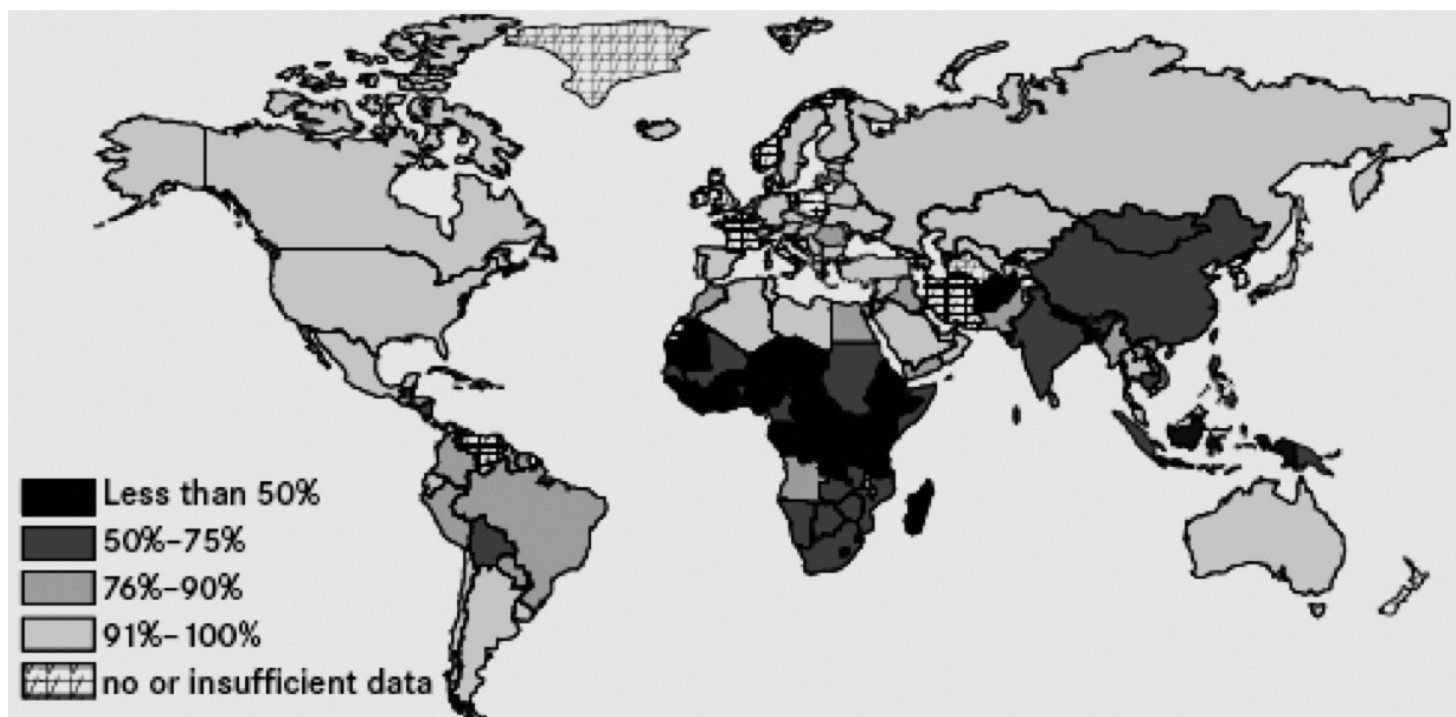 Less than 50%
50%–75%
76%–90%
91%–100%
no or insufficient data